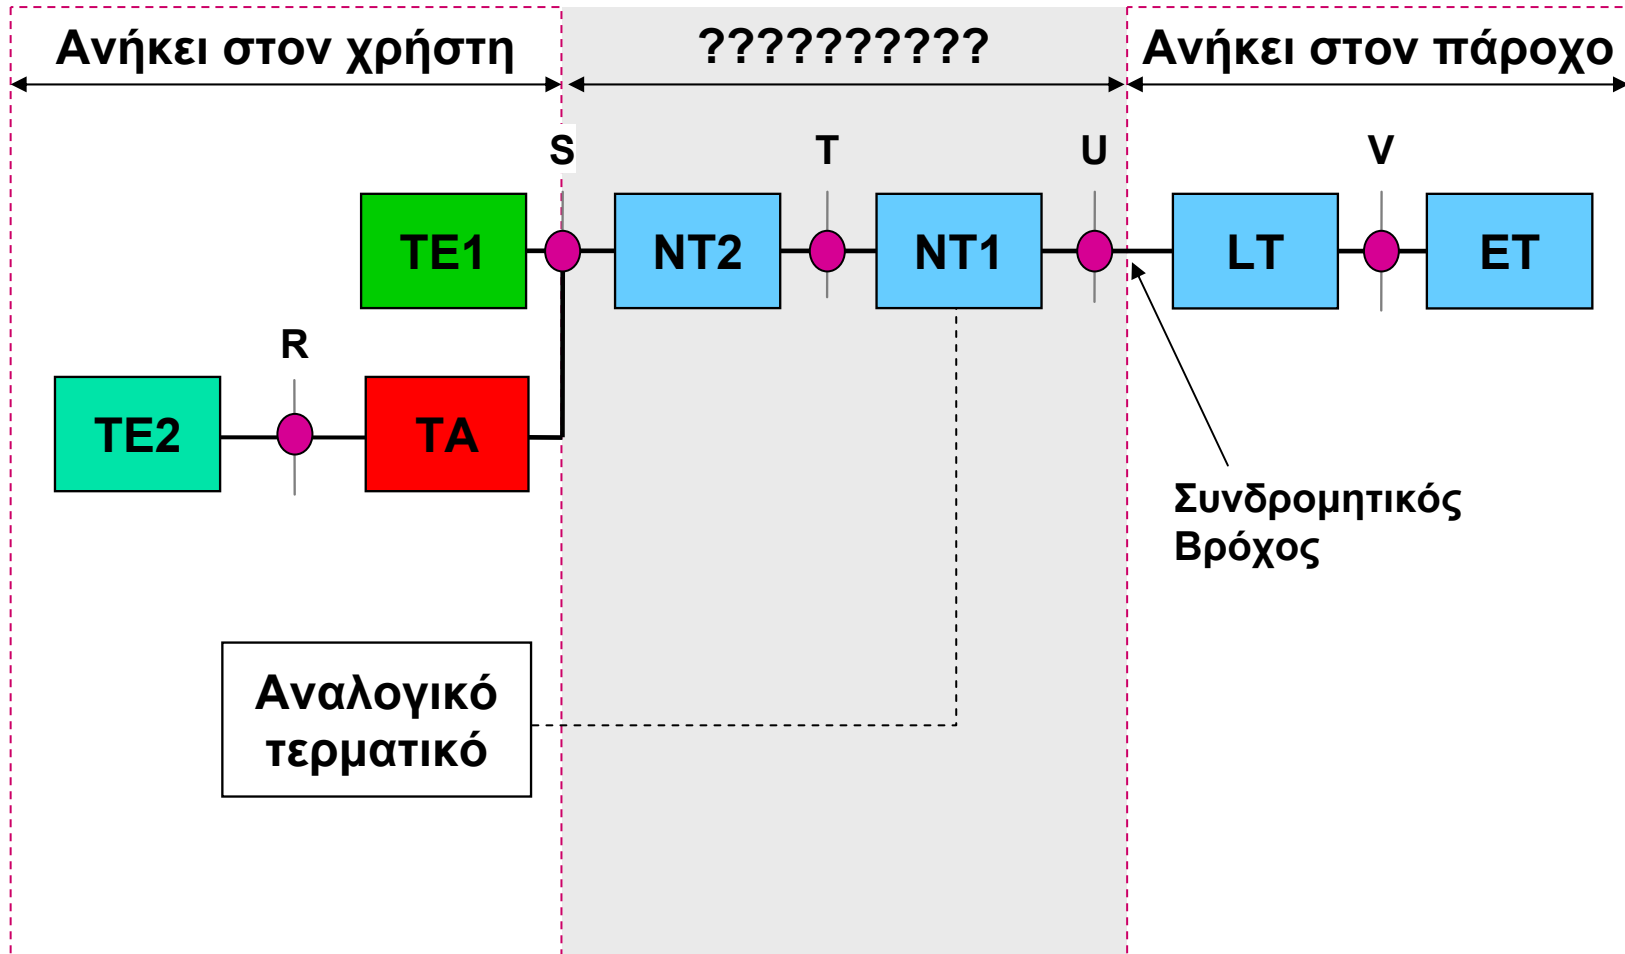 Ανήκει στον χρήστη
??????????
Ανήκει στον πάροχο
S
T
U
V
TE1
NT2
NT1
LT
ET
R
TE2
TA
Συνδρομητικός
Βρόχος
Αναλογικό
τερματικό